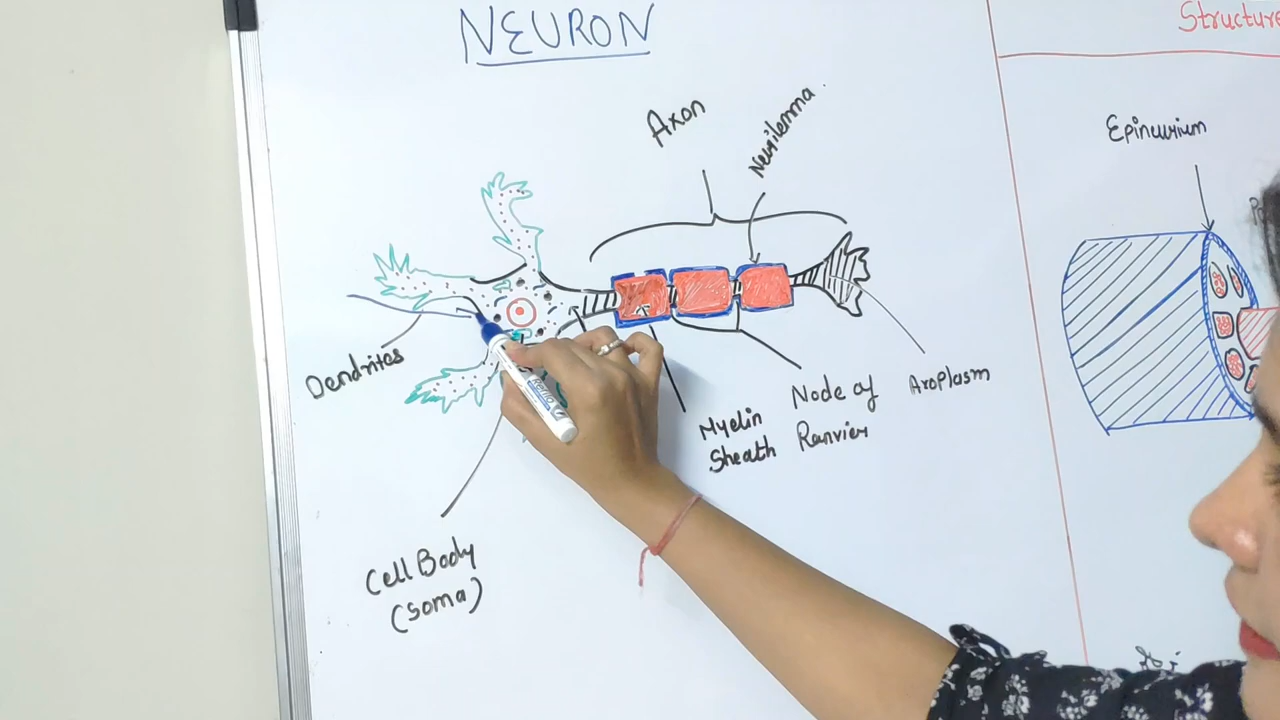 NEURON
Structure
Axon
Neurilemma
Epineurium
Dendrites
Node of
Ranvier
Axoplasm
Myelin
Sheath
Cell Body
(Soma)